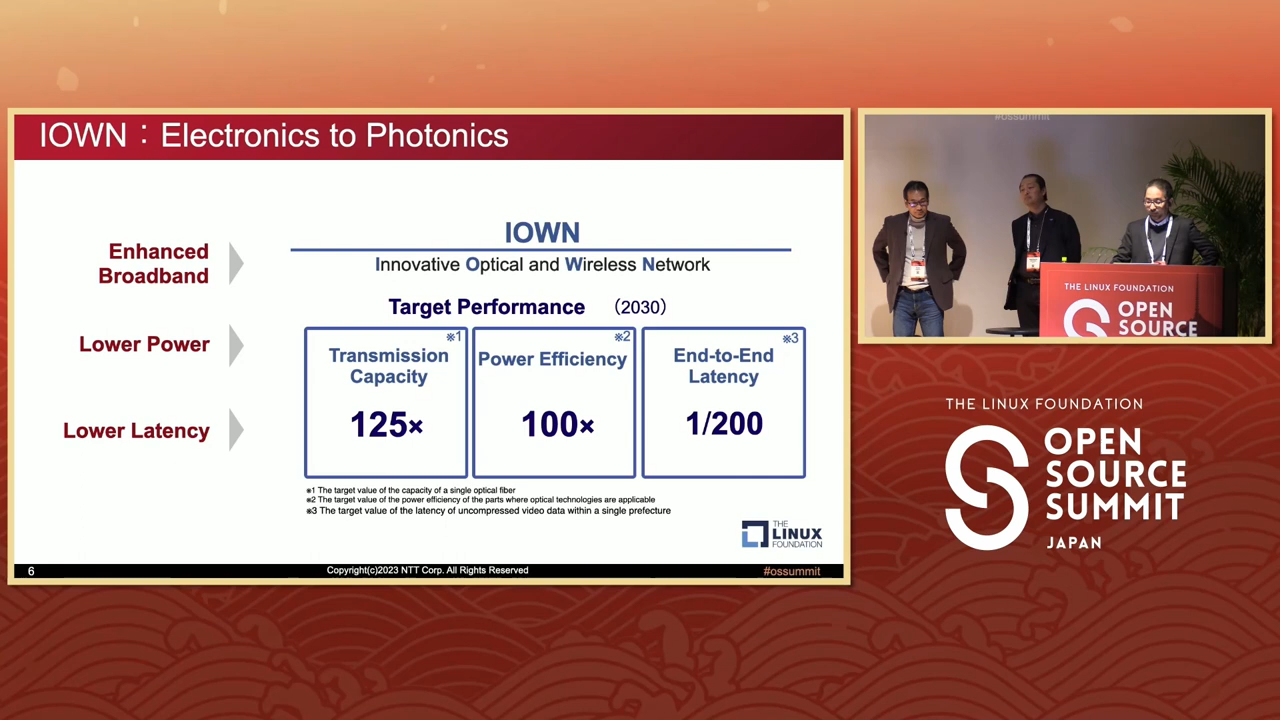 IOWN：Electronics to Photonics
Enhanced
Broadband
Lower Power
Lower Latency
IOWN
Innovative Optical and Wireless Network
Target Performance （2030）
※1
Transmission
Capacity
125×
※2
Power Efficiency
100×
※3
End-to-End
Latency
1/200
※1 The target value of the capacity of a single optical fiber
※2 The target value of the power efficiency of the parts where optical technologies are applicable
※3 The target value of the latency of uncompressed video data within a single prefecture
THE
LINUX
FOUNDATION
6
Copyright(c)2023 NTT Corp. All Rights Reserved
#ossummit
#ossummit
THE LINUX FOUNDATION
OPEN
SOURCE
THE LINUX FOUNDATION
OPEN
SOURCE
SUMMIT
JAPAN